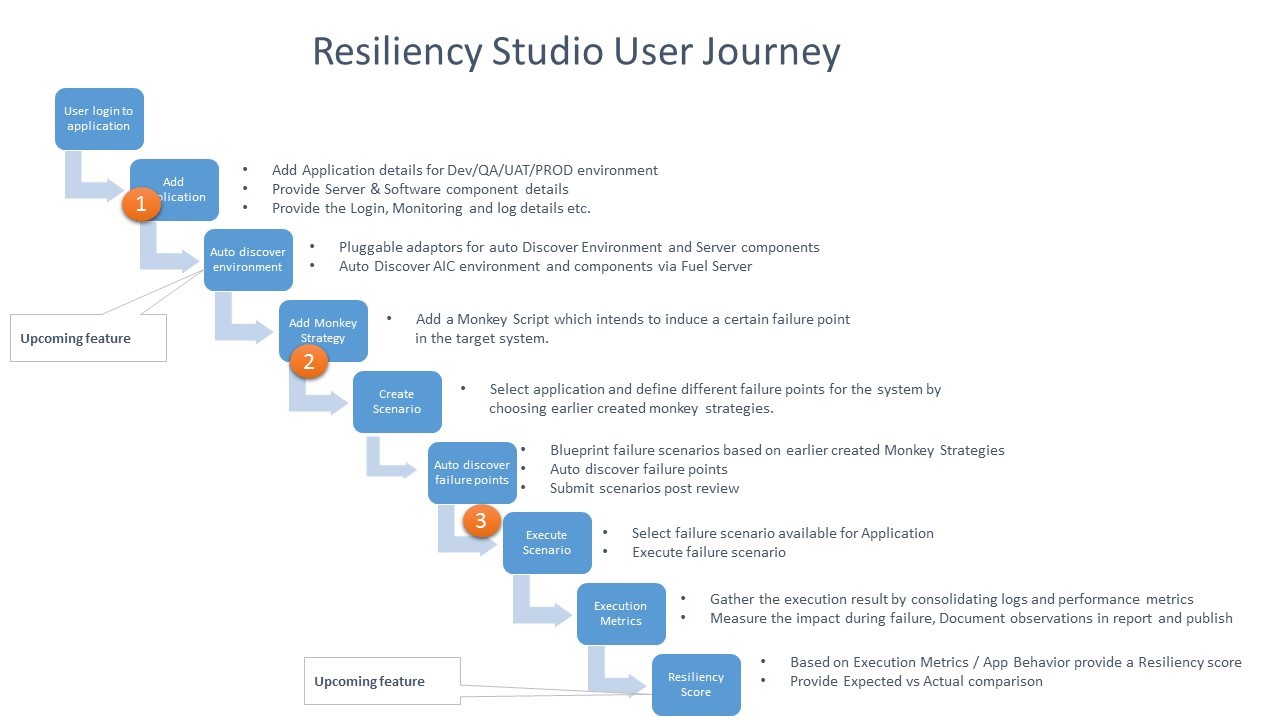 Resiliency Studio User Journey
User login to
application
Add
plication
1
• Add Application details for Dev/QA/UAT/PROD environment
• Provide Server & Software component details
• Provide the Login, Monitoring and log details etc.
Auto discover
environment
• Pluggable adaptors for auto Discover Environment and Server components
• Auto Discover AIC environment and components via Fuel Server
Upcoming feature
Add Monkey
Strategy
2
• Add a Monkey Script which intends to induce a certain failure point
in the target system.
Create
Scenario
• Select application and define different failure points for the system by
choosing earlier created monkey strategies.
Auto discover
failure points
• Blueprint failure scenarios based on earlier created Monkey Strategies
• Auto discover failure points
• Submit scenarios post review
3
Execute
Scenario
• Select failure scenario available for Application
• Execute failure scenario
Execution
Metrics
• Gather the execution result by consolidating logs and performance metrics
• Measure the impact during failure, Document observations in report and publish
Upcoming feature
Resiliency
Score
• Based on Execution Metrics / App Behavior provide a Resiliency score
• Provide Expected vs Actual comparison